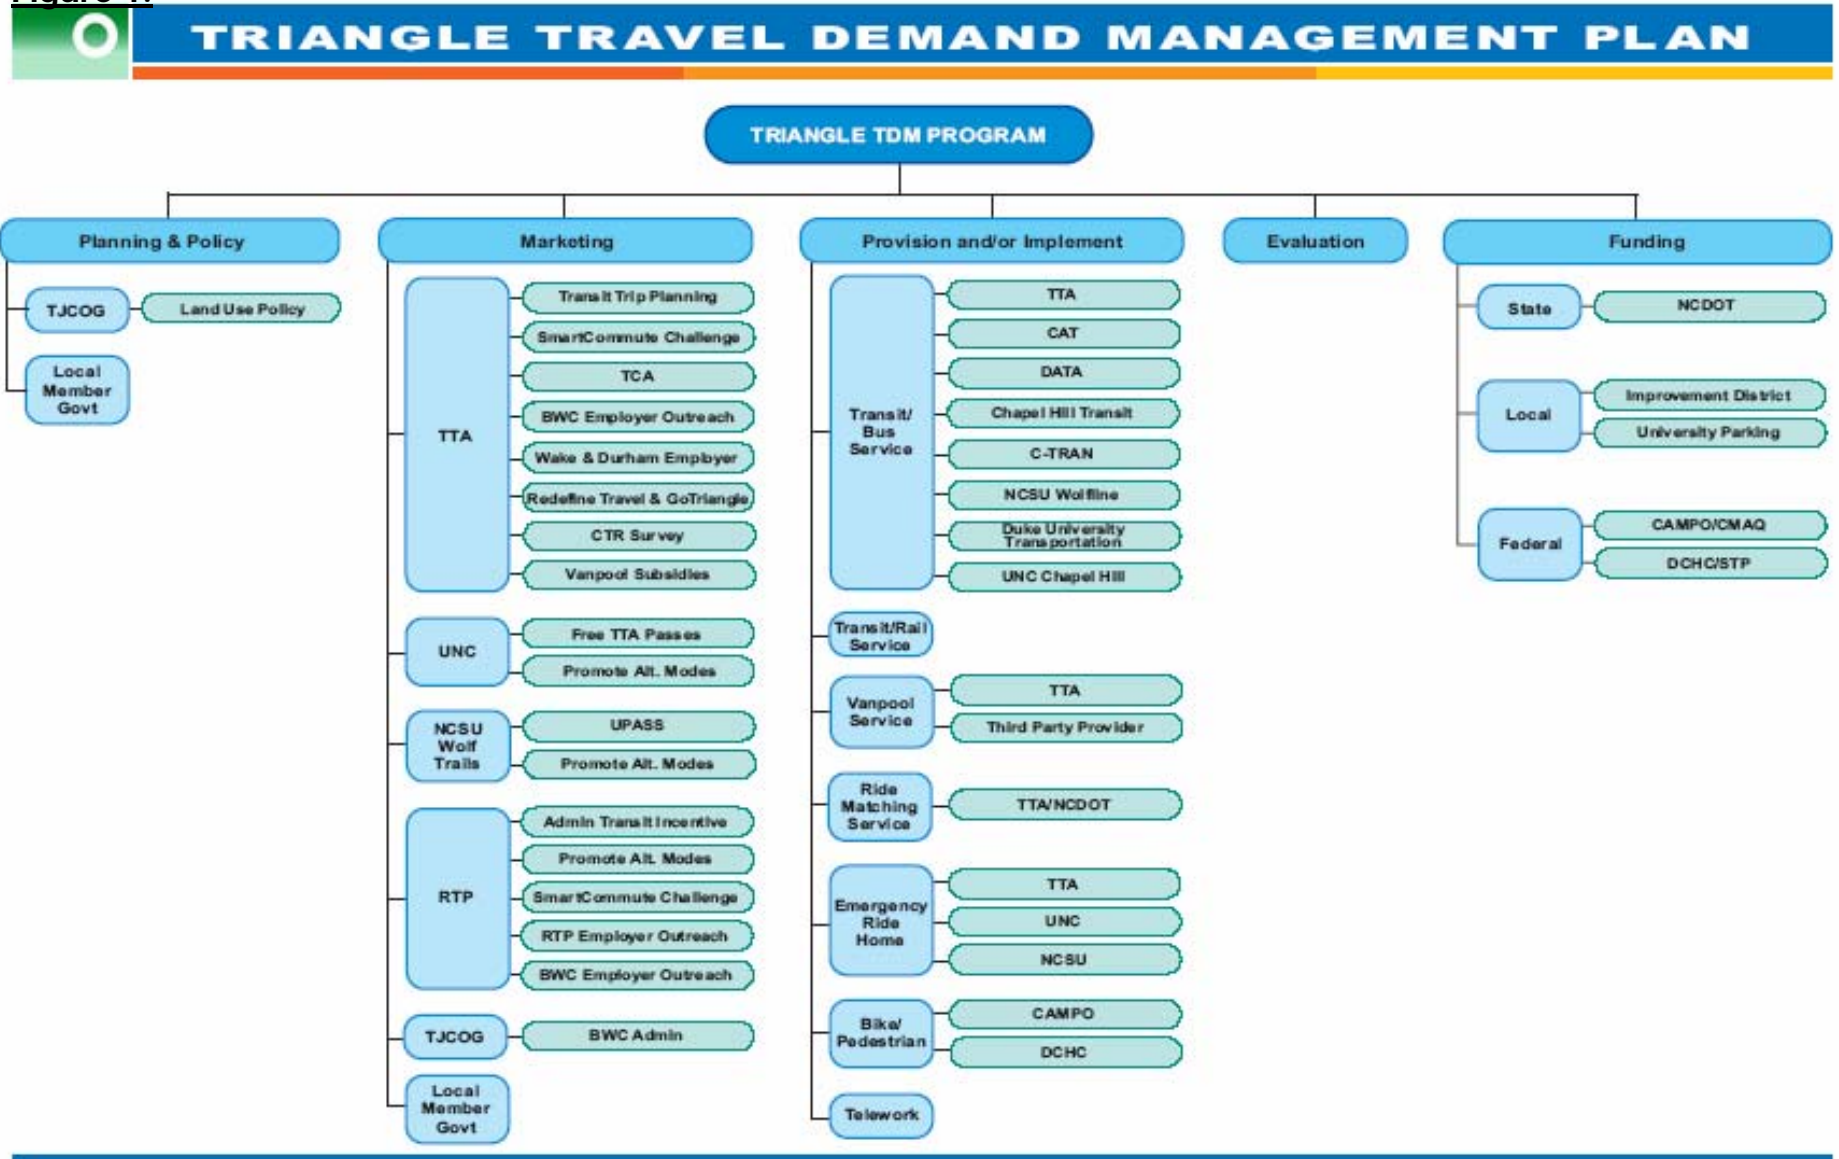 Figure 1:
TRIANGLE TRAVEL DEMAND MANAGEMENT PLAN
TRIANGLE TDM PROGRAM
Planning & Policy
TJCOG
Land Use Policy
Local
Member
Govt
Marketing
TTA
Transit Trip Planning
SmartCommute Challenge
TCA
BWC Employer Outreach
Wake & Durham Employer
Redefine Travel & GoTriangle
CTR Survey
Vanpool Subsidies
UNC
Free TTA Passes
Promote Alt. Modes
NCSU
Wolf
Trails
UPASS
Promote Alt. Modes
RTP
Admin Transit Incentive
Promote Alt. Modes
SmartCommute Challenge
RTP Employer Outreach
BWC Employer Outreach
TJCOG
BWC Admin
Local
Member
Govt
Provision and/or Implement
Transit/
Bus
Service
TTA
CAT
DATA
Chapel Hill Transit
C-TRAN
NCSU Wolfline
Duke University
Transportation
UNC Chapel Hill
Transit/Rail
Service
Vanpool
Service
TTA
Third Party Provider
Ride
Matching
Service
TTA/NCDOT
Emergency
Ride
Home
TTA
UNC
NCSU
Bike/
Pedestrian
CAMPO
DCHC
Telework
Evaluation
Funding
State
NCDOT
Local
Improvement District
University Parking
Federal
CAMPO/CMAQ
DCHC/STP